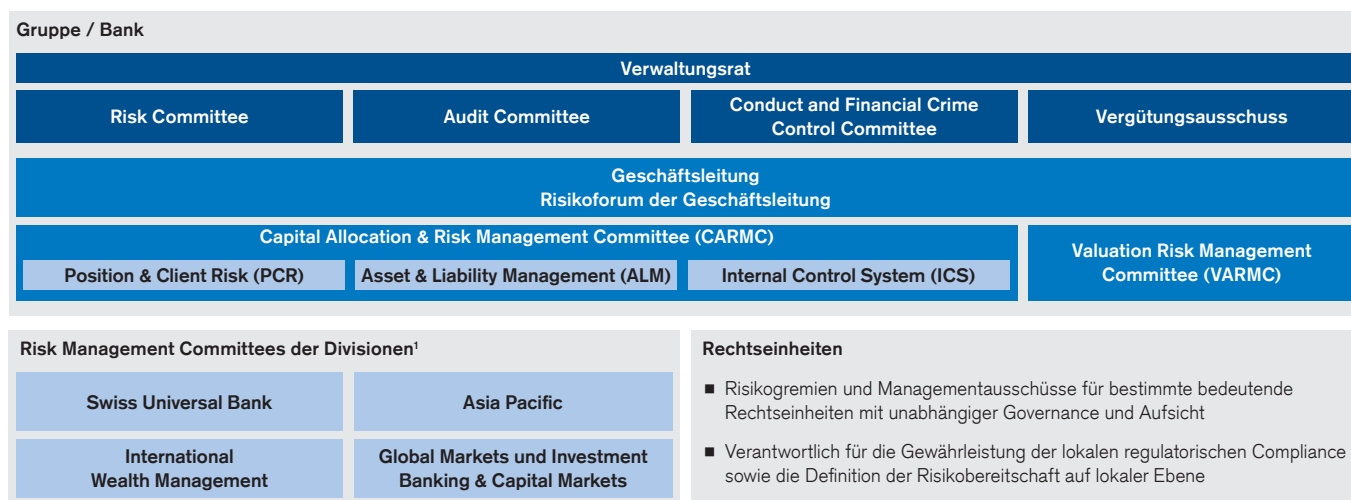 Gruppe / Bank
Verwaltungsrat
Risk Committee
Audit Committee
Conduct and Financial Crime
Control Committee
Vergütungsausschuss
Geschäftsleitung
Risikoforum der Geschäftsleitung
Capital Allocation & Risk Management Committee (CARMC)
Position & Client Risk (PCR)
Asset & Liability Management (ALM)
Internal Control System (ICS)
Valuation Risk Management
Committee (VARMC)
Risk Management Committees der Divisionen¹
Swiss Universal Bank
Asia Pacific
International
Wealth Management
Global Markets und Investment
Banking & Capital Markets
Rechtseinheiten
■ Risikogremien und Managementausschüsse für bestimmte bedeutende
Rechtseinheiten mit unabhängiger Governance und Aufsicht
■ Verantwortlich für die Gewährleistung der lokalen regulatorischen Compliance
sowie die Definition der Risikobereitschaft auf lokaler Ebene